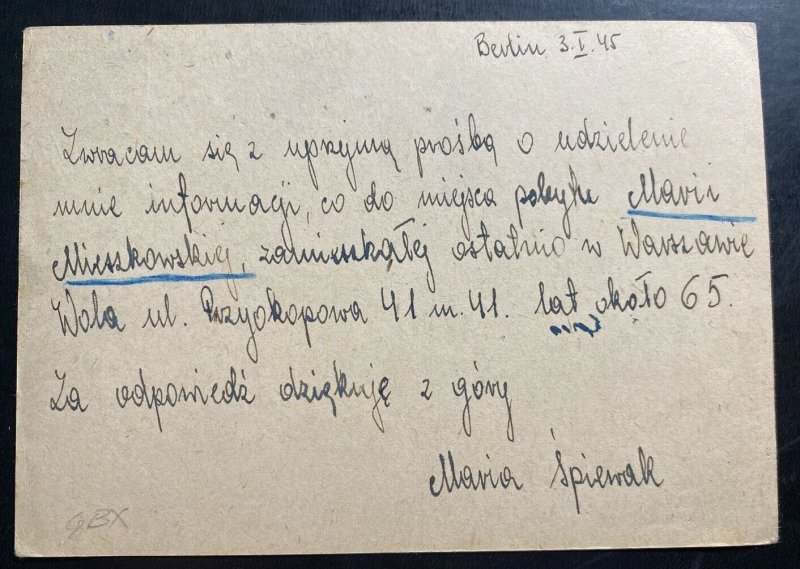 Berlin 3.I.45
Zwracam się z uprzejmą prośbą o udzielenie
mnie informacji, co do miejsca pobytu Marii
Mieszkowskiej, zamieszkałej ostatnio w Warszawie
Wola ul. Przyokopowa 41 m. 41. lat około 65.
Za odpowiedź dziękuję z góry
Maria Śpiewak
GBX